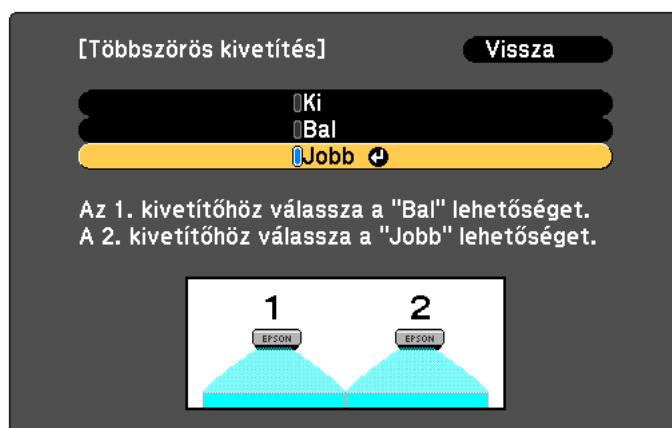 [Többszörös kivetítés]
Vissza
Ki
Bal
Jobb
Az 1. kivetítőhöz válassza a "Bal" lehetőséget.
A 2. kivetítőhöz válassza a "Jobb" lehetőséget.
1 2
EPSON EPSON